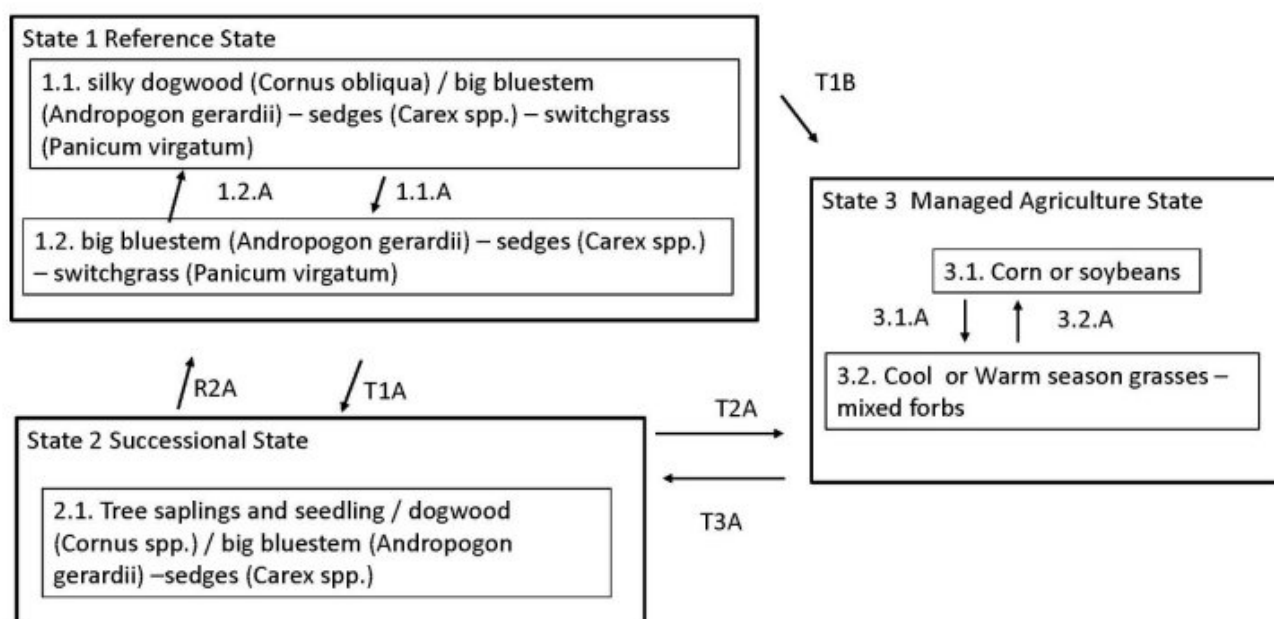 State 1 Reference State
1.1. silky dogwood (Cornus obliqua) / big bluestem
(Andropogon gerardii) – sedges (Carex spp.) – switchgrass
(Panicum virgatum)
1.2.A
1.1.A
1.2. big bluestem (Andropogon gerardii) – sedges (Carex spp.)
– switchgrass (Panicum virgatum)
T1B
State 3  Managed Agriculture State
3.1. Corn or soybeans
3.1.A
3.2.A
3.2. Cool  or Warm season grasses –
mixed forbs
R2A
T1A
T2A
T3A
State 2 Successional State
2.1. Tree saplings and seedling / dogwood
(Cornus spp.) / big bluestem (Andropogon
gerardii) –sedges (Carex spp.)